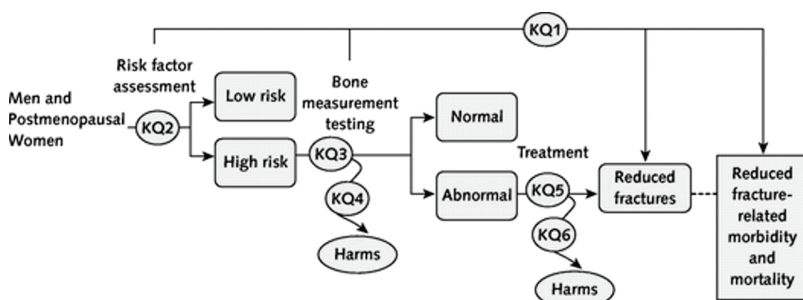 KQ1
Risk factor
assessment
Bone
measurement
testing
Men and
Postmenopausal
Women
KQ2
Low risk
High risk
KQ3
KQ4
Harms
Normal
Abnormal
Treatment
KQ5
KQ6
Harms
Reduced
fractures
Reduced
fracture-
related
morbidity
and
mortality